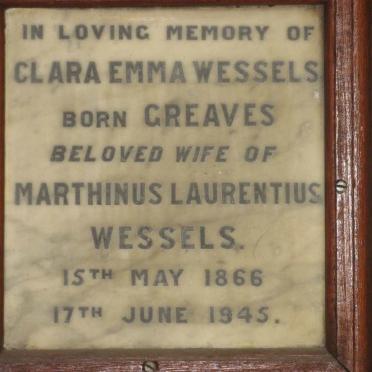 IN LOVING MEMORY OF
CLARA EMMA WESSELS
BORN GREAVES
BELOVED WIFE OF
MARTHINUS LAURENTIUS
WESSELS.
15TH MAY 1866
17TH JUNE 1945.